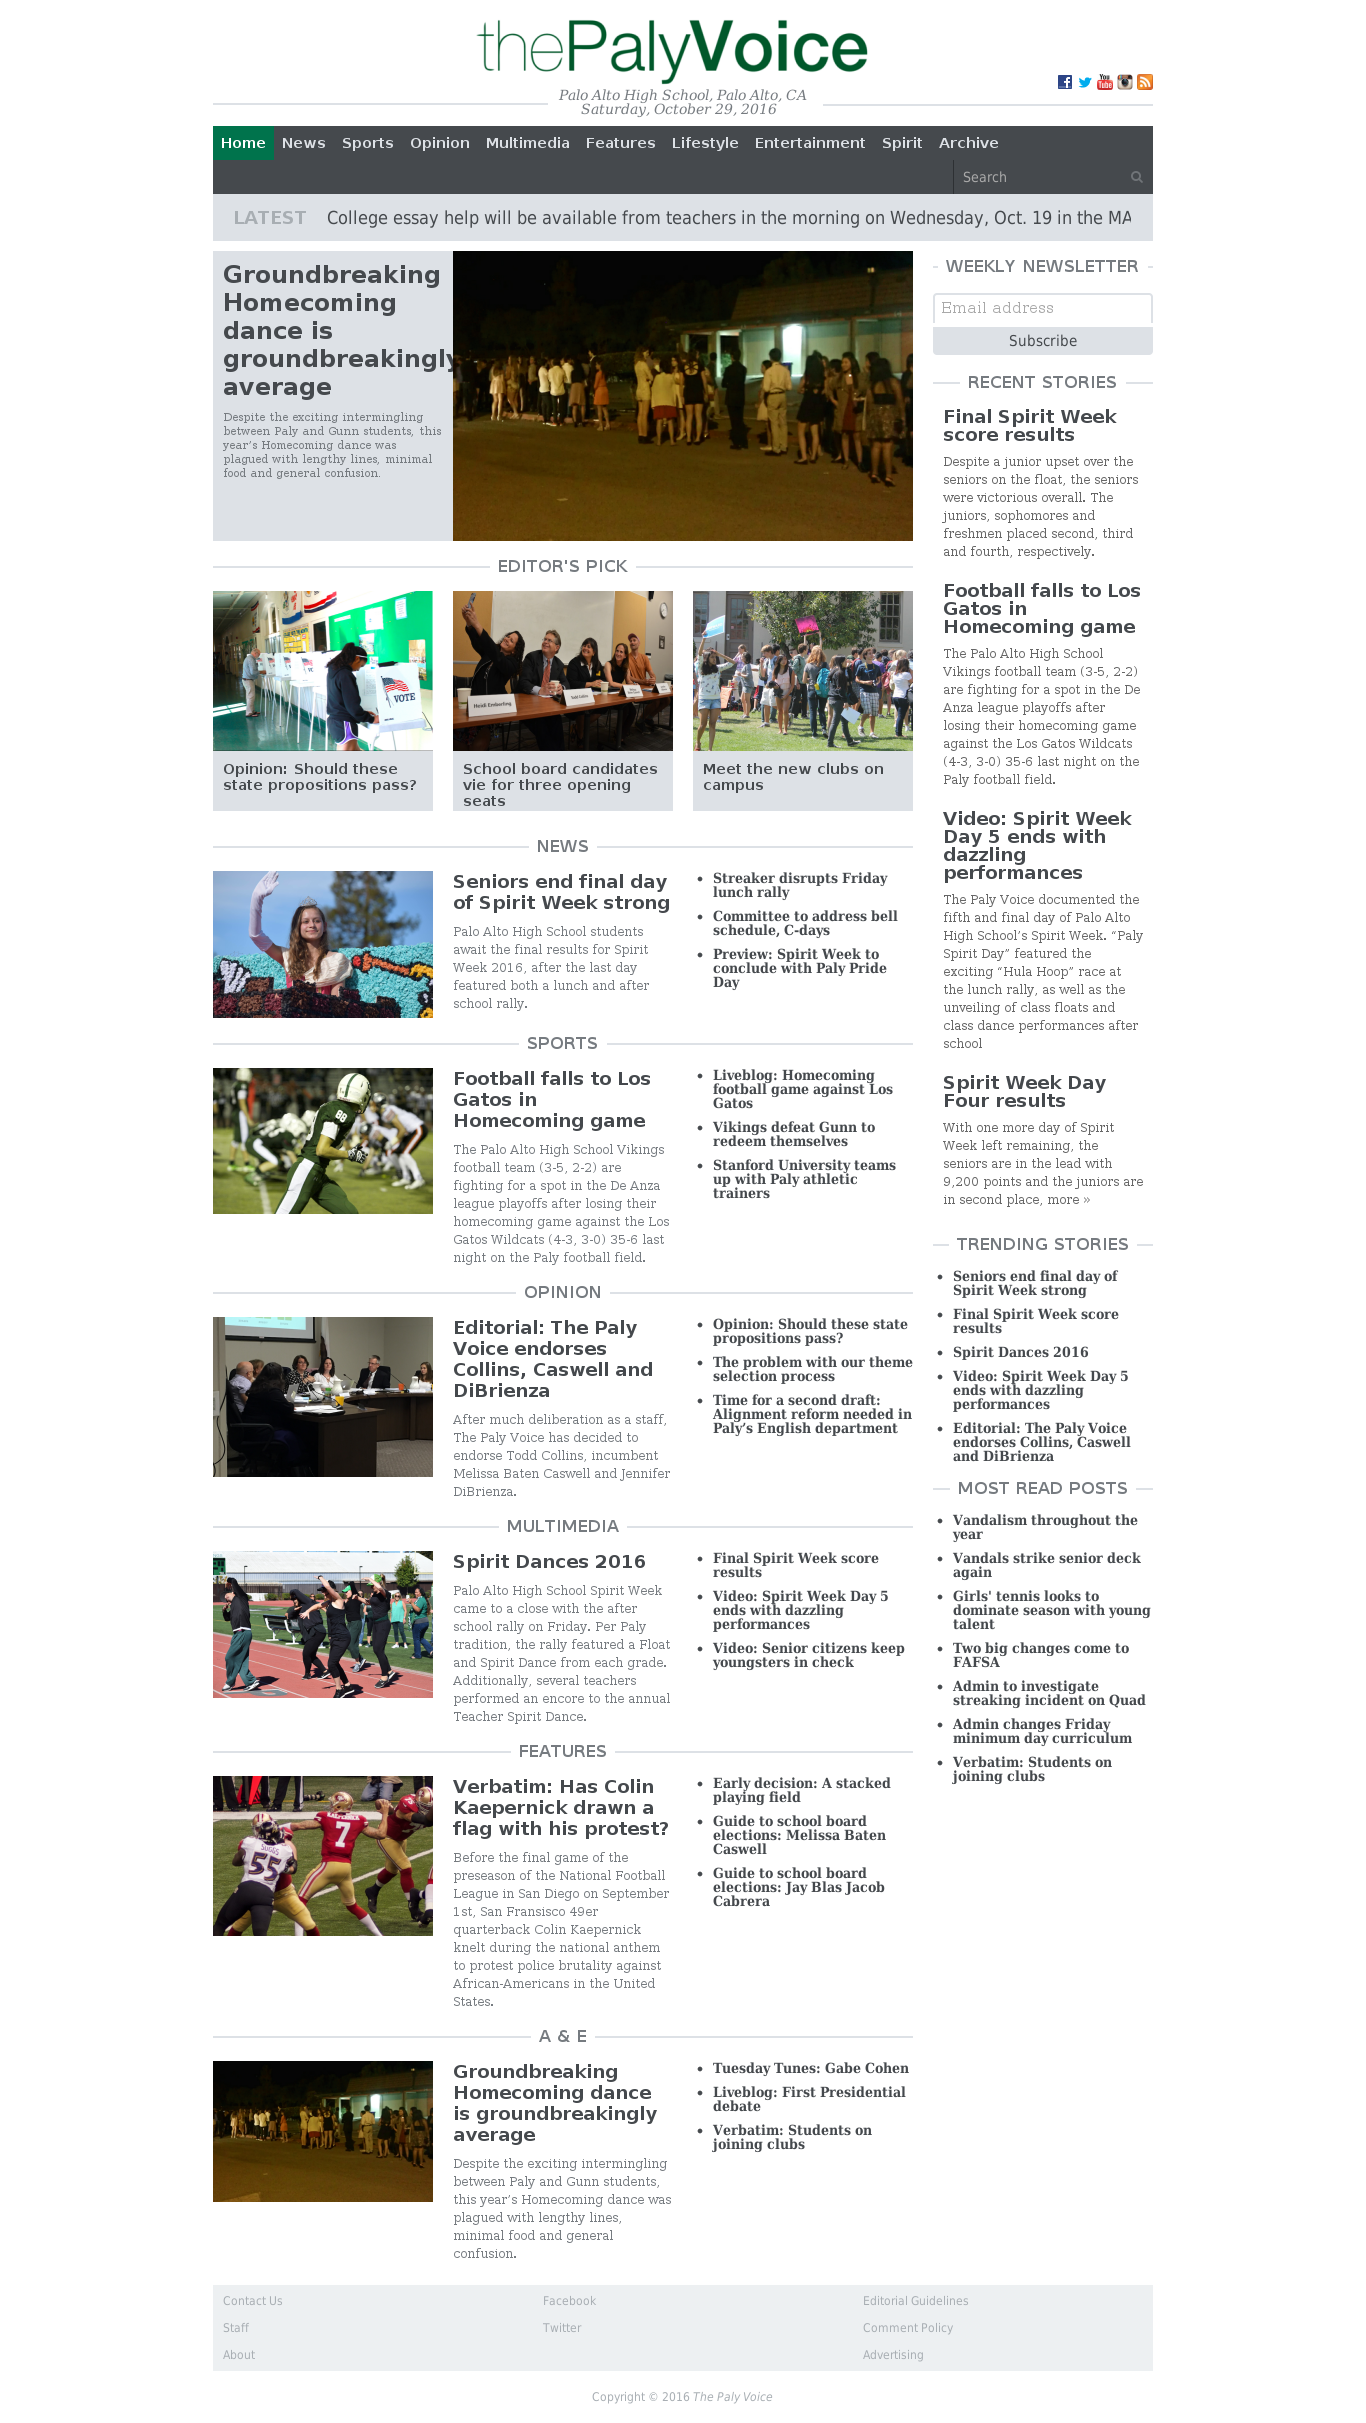 thePalyVoice
Palo Alto High School, Palo Alto, CA
Saturday, October 29, 2016
Home News Sports Opinion Multimedia Features Lifestyle Entertainment Spirit Archive
Search
LATEST College essay help will be available from teachers in the morning on Wednesday, Oct. 19 in the MA
Groundbreaking
Homecoming
dance is
groundbreakingly
average
Despite the exciting intermingling
between Paly and Gunn students, this
year's Homecoming dance was
plagued with lengthy lines, minimal
food and general confusion.
EDITOR'S PICK
VOTE
Opinion: Should these
state propositions pass?
Heidi Emberling
School board candidates
vie for three opening
seats
Meet the new clubs on
campus
NEWS
Seniors end final day
of Spirit Week strong
Palo Alto High School students
await the final results for Spirit
Week 2016, after the last day
featured both a lunch and after
school rally.
• Streaker disrupts Friday
lunch rally
• Committee to address bell
schedule, C-days
• Preview: Spirit Week to
conclude with Paly Pride
Day
SPORTS
88
Football falls to Los
Gatos in
Homecoming game
The Palo Alto High School Vikings
football team (3-5, 2-2) are
fighting for a spot in the De Anza
league playoffs after losing their
homecoming game against the Los
Gatos Wildcats (4-3, 3-0) 35-6 last
night on the Paly football field.
• Liveblog: Homecoming
football game against Los
Gatos
• Vikings defeat Gunn to
redeem themselves
• Stanford University teams
up with Paly athletic
trainers
OPINION
Editorial: The Paly
Voice endorses
Collins, Caswell and
DiBrienza
After much deliberation as a staff,
The Paly Voice has decided to
endorse Todd Collins, incumbent
Melissa Baten Caswell and Jennifer
DiBrienza.
• Opinion: Should these state
propositions pass?
• The problem with our theme
selection process
• Time for a second draft:
Alignment reform needed in
Paly's English department
MULTIMEDIA
Spirit Dances 2016
Palo Alto High School Spirit Week
came to a close with the after
school rally on Friday. Per Paly
tradition, the rally featured a Float
and Spirit Dance from each grade.
Additionally, several teachers
performed an encore to the annual
Teacher Spirit Dance.
• Final Spirit Week score
results
• Video: Spirit Week Day 5
ends with dazzling
performances
• Video: Senior citizens keep
youngsters in check
FEATURES
7
SUGGS
55
Verbatim: Has Colin
Kaepernick drawn a
flag with his protest?
Before the final game of the
preseason of the National Football
League in San Diego on September
1st, San Fransisco 49er
quarterback Colin Kaepernick
knelt during the national anthem
to protest police brutality against
African-Americans in the United
States.
• Early decision: A stacked
playing field
• Guide to school board
elections: Melissa Baten
Caswell
• Guide to school board
elections: Jay Blas Jacob
Cabrera
A & E
Groundbreaking
Homecoming dance
is groundbreakingly
average
Despite the exciting intermingling
between Paly and Gunn students,
this year's Homecoming dance was
plagued with lengthy lines,
minimal food and general
confusion.
• Tuesday Tunes: Gabe Cohen
• Liveblog: First Presidential
debate
• Verbatim: Students on
joining clubs
WEEKLY NEWSLETTER
Email address
Subscribe
RECENT STORIES
Final Spirit Week
score results
Despite a junior upset over the
seniors on the float, the seniors
were victorious overall. The
juniors, sophomores and
freshmen placed second, third
and fourth, respectively.
Football falls to Los
Gatos in
Homecoming game
The Palo Alto High School
Vikings football team (3-5, 2-2)
are fighting for a spot in the De
Anza league playoffs after
losing their homecoming game
against the Los Gatos Wildcats
(4-3, 3-0) 35-6 last night on the
Paly football field.
Video: Spirit Week
Day 5 ends with
dazzling
performances
The Paly Voice documented the
fifth and final day of Palo Alto
High School's Spirit Week. “Paly
Spirit Day” featured the
exciting “Hula Hoop” race at
the lunch rally, as well as the
unveiling of class floats and
class dance performances after
school
Spirit Week Day
Four results
With one more day of Spirit
Week left remaining, the
seniors are in the lead with
9,200 points and the juniors are
in second place, more »
TRENDING STORIES
• Seniors end final day of
Spirit Week strong
• Final Spirit Week score
results
• Spirit Dances 2016
• Video: Spirit Week Day 5
ends with dazzling
performances
• Editorial: The Paly Voice
endorses Collins, Caswell
and DiBrienza
MOST READ POSTS
• Vandalism throughout the
year
• Vandals strike senior deck
again
• Girls' tennis looks to
dominate season with young
talent
• Two big changes come to
FAFSA
• Admin to investigate
streaking incident on Quad
• Admin changes Friday
minimum day curriculum
• Verbatim: Students on
joining clubs
Contact Us Facebook Editorial Guidelines
Staff Twitter Comment Policy
About Advertising
Copyright © 2016 The Paly Voice